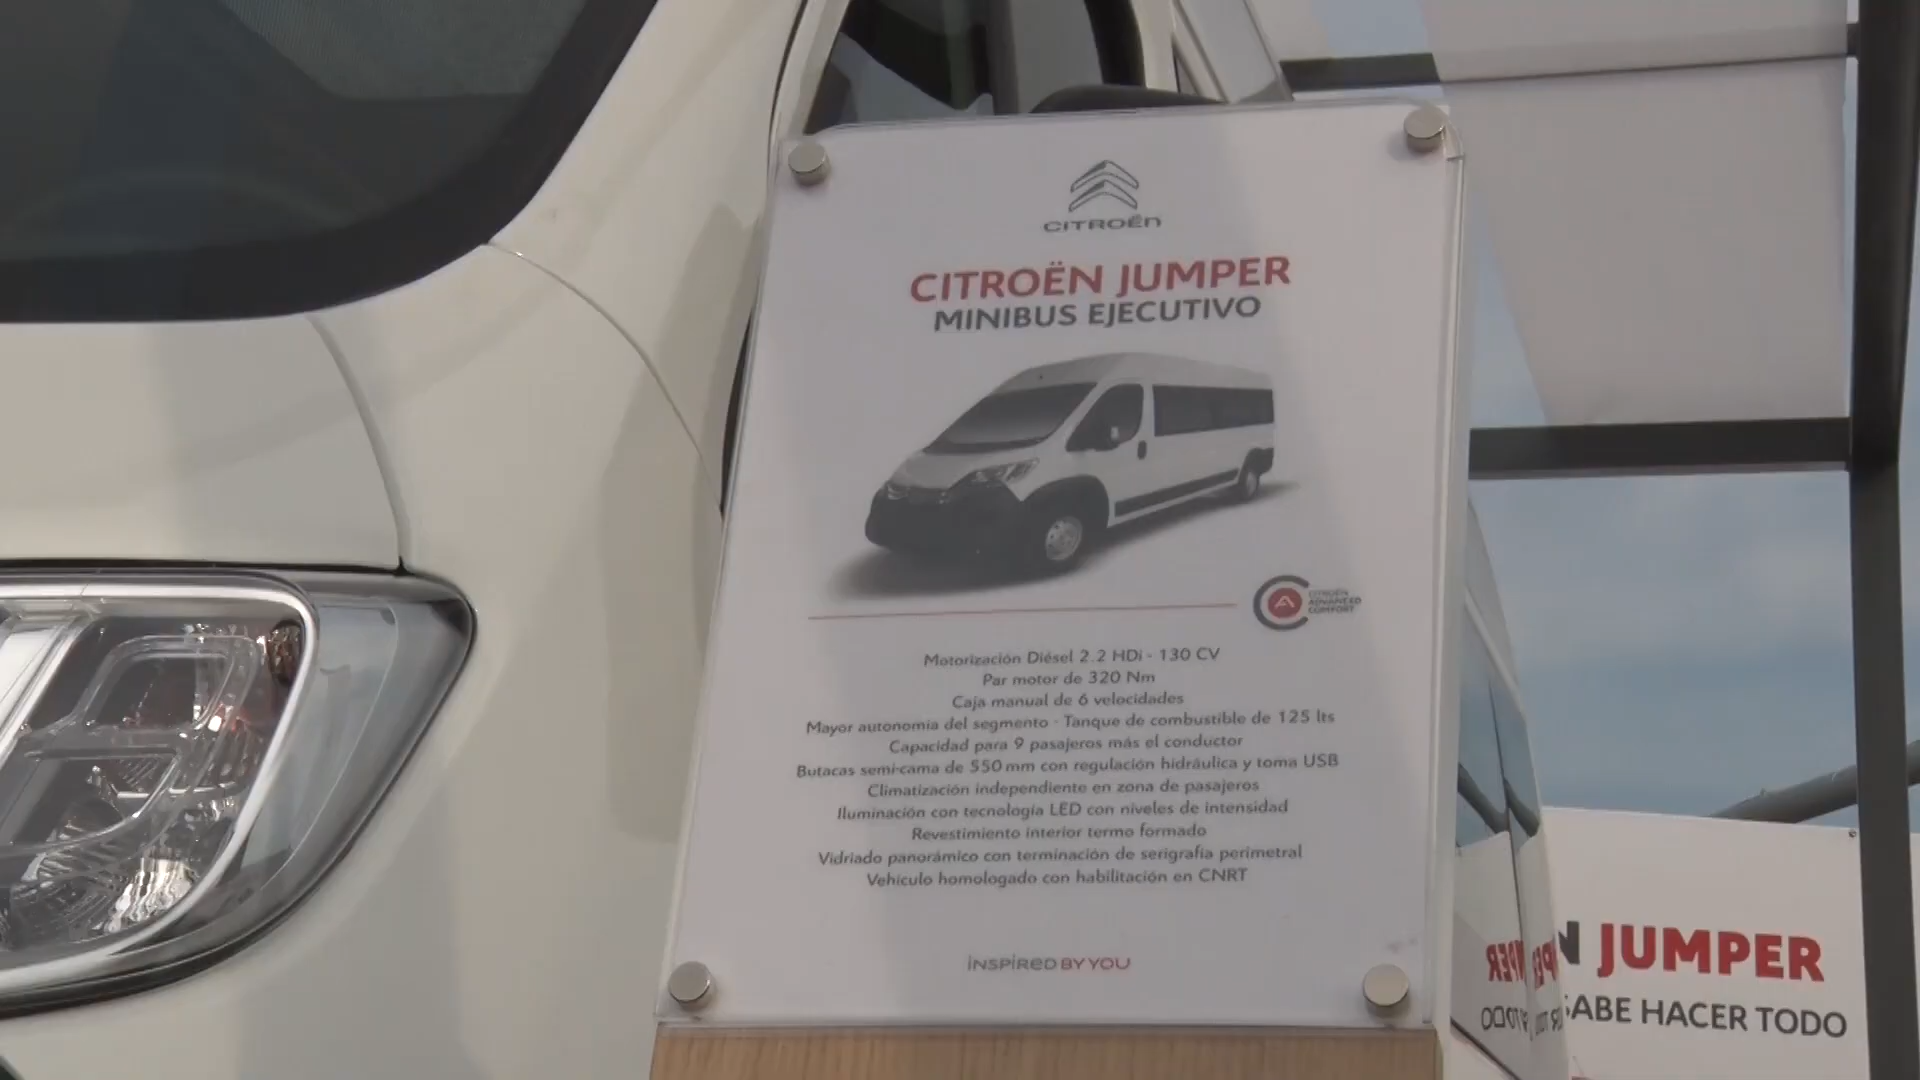 CITROËN
CITROËN JUMPER
MINIBUS EJECUTIVO
CITROËN
ADVANCED
COMFORT
Motorización Diésel 2.2 HDi - 130 CV
Par motor de 320 Nm
Caja manual de 6 velocidades
Mayor autonomía del segmento - Tanque de combustible de 125 lts
Capacidad para 9 pasajeros más el conductor
Butacas semi-cama de 550 mm con regulación hidráulica y toma USB
Climatización independiente en zona de pasajeros
Iluminación con tecnología LED con niveles de intensidad
Revestimiento interior termo formado
Vidriado panorámico con terminación de serigrafía perimetral
Vehículo homologado con habilitación en CNRT
INSPIRED BY YOU
N JUMPER
SABE HACER TODO